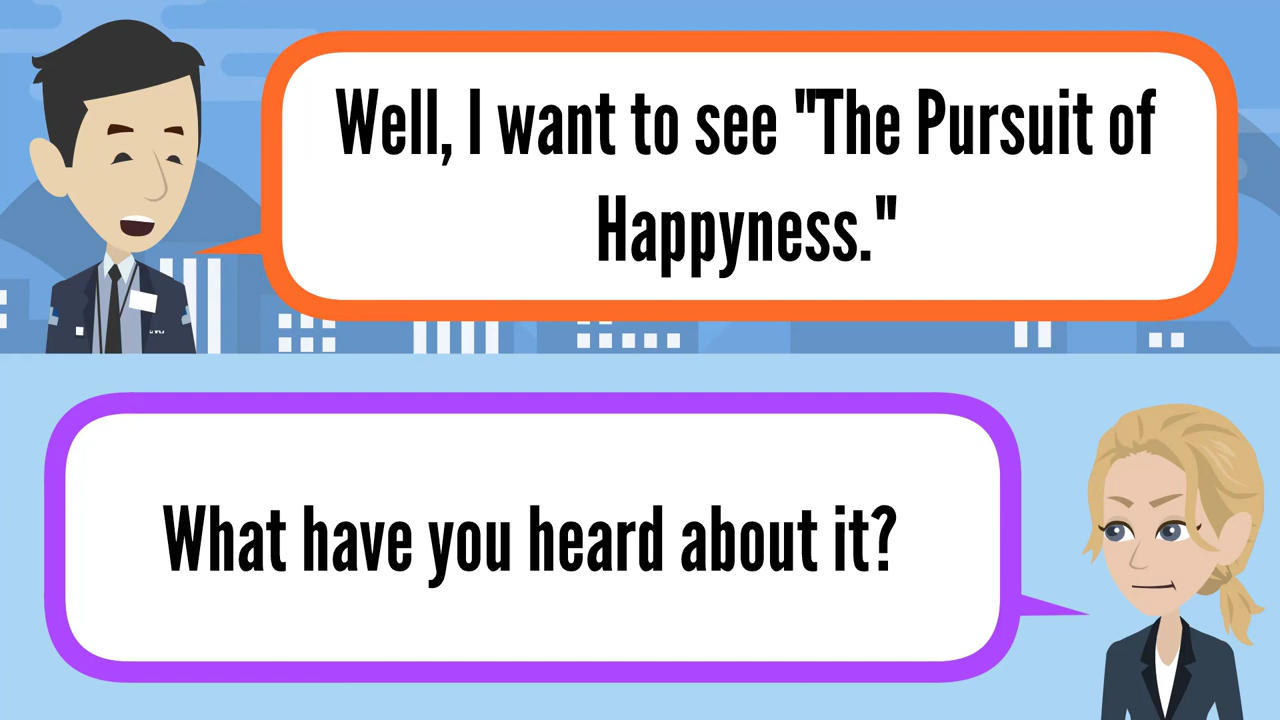 Well, I want to see "The Pursuit of
Happyness."
What have you heard about it?